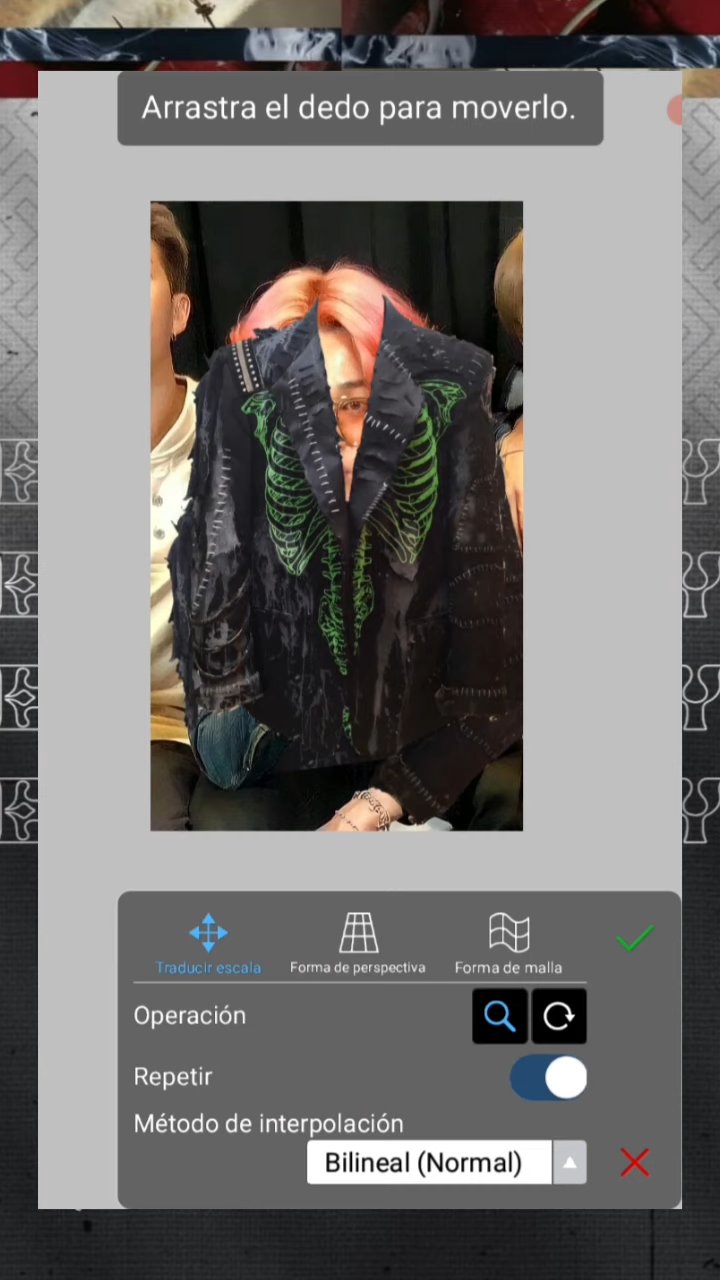 Arrastra el dedo para moverlo.
Traducir escala
Forma de perspectiva
Forma de malla
Operación
Repetir
Método de interpolación
Bilineal (Normal)